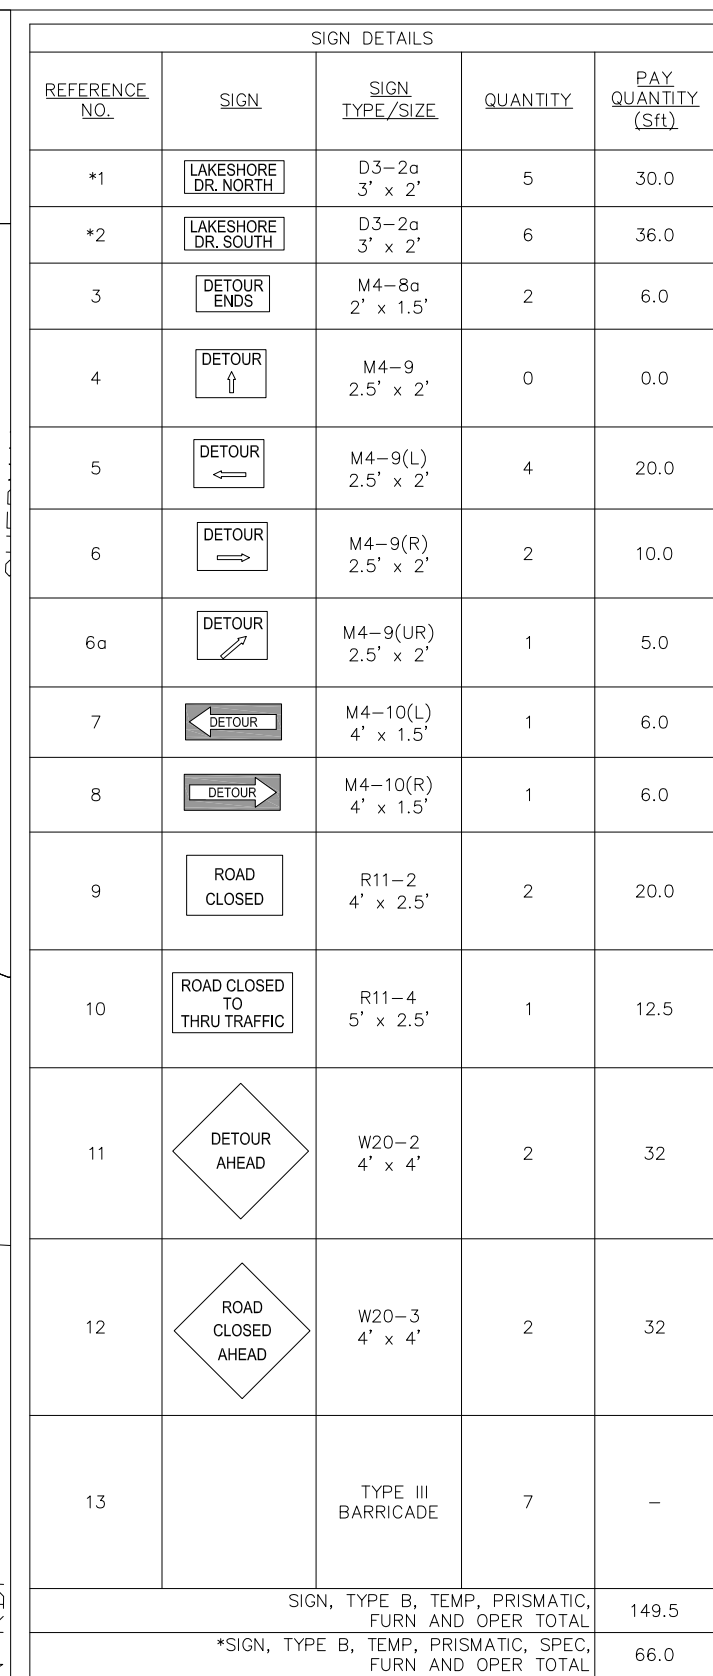 SIGN DETAILS
REFERENCE NO. SIGN SIGN TYPE/SIZE QUANTITY PAY QUANTITY (Sft)
*1 LAKESHORE DR. NORTH D3-2a 3' x 2' 5 30.0
*2 LAKESHORE DR. SOUTH D3-2a 3' x 2' 6 36.0
3 DETOUR ENDS M4-8a 2' x 1.5' 2 6.0
4 DETOUR M4-9 2.5' x 2' 0 0.0
5 DETOUR M4-9(L) 2.5' x 2' 4 20.0
6 DETOUR M4-9(R) 2.5' x 2' 2 10.0
6a DETOUR M4-9(UR) 2.5' x 2' 1 5.0
7 DETOUR M4-10(L) 4' x 1.5' 1 6.0
8 DETOUR M4-10(R) 4' x 1.5' 1 6.0
9 ROAD CLOSED R11-2 4' x 2.5' 2 20.0
10 ROAD CLOSED TO THRU TRAFFIC R11-4 5' x 2.5' 1 12.5
11 DETOUR AHEAD W20-2 4' x 4' 2 32
12 ROAD CLOSED AHEAD W20-3 4' x 4' 2 32
13 TYPE III BARRICADE 7 -
SIGN, TYPE B, TEMP, PRISMATIC,
FURN AND OPER TOTAL 149.5
*SIGN, TYPE B, TEMP, PRISMATIC, SPEC,
FURN AND OPER TOTAL 66.0